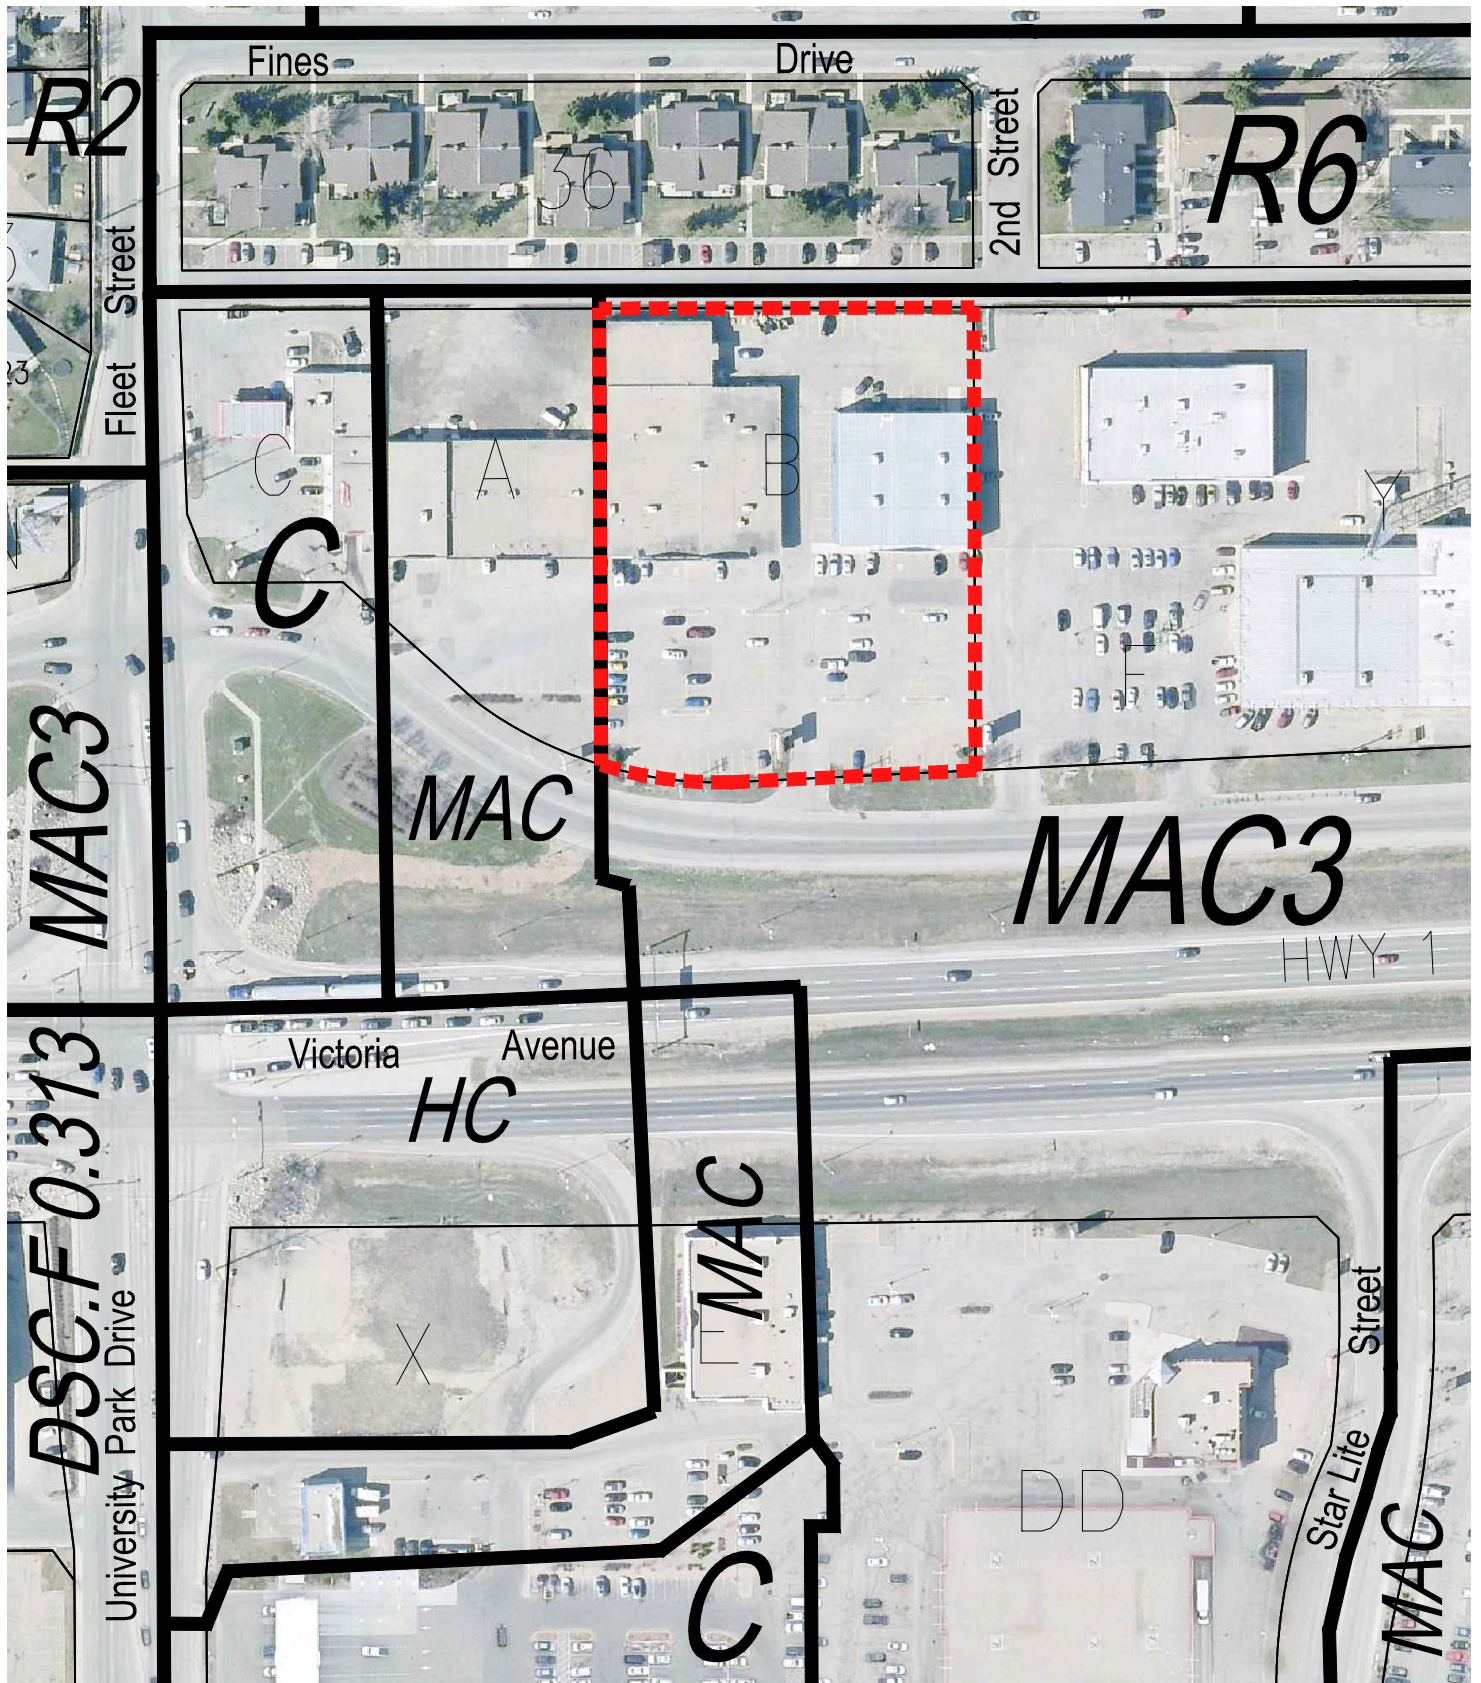 Fines Drive
R2
36
2nd Street
R6
Fleet Street
23
C
A
B
C
F
MAC3
MAC
MAC3
HWY 1
Victoria Avenue
HC
DSC.F 0.313
University Park Drive
X
E
MAC
Street
Star Lite
DD
C
MAC